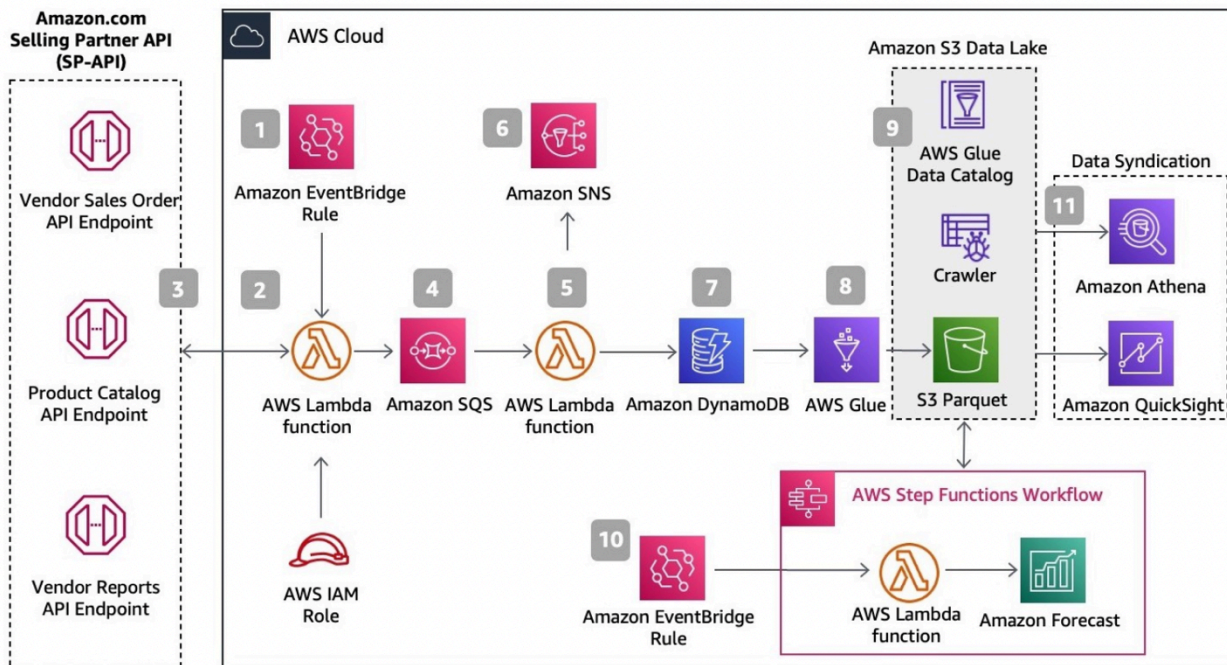 Amazon.com
Selling Partner API
(SP-API)
Vendor Sales Order
API Endpoint
Product Catalog
API Endpoint
Vendor Reports
API Endpoint
3
AWS Cloud
1
Amazon EventBridge
Rule
2
AWS Lambda
function
AWS IAM
Role
4
Amazon SQS
6
Amazon SNS
5
AWS Lambda
function
7
Amazon DynamoDB
8
AWS Glue
Amazon S3 Data Lake
9
AWS Glue
Data Catalog
Crawler
S3 Parquet
Data Syndication
11
Amazon Athena
Amazon QuickSight
10
Amazon EventBridge
Rule
AWS Step Functions Workflow
AWS Lambda
function
Amazon Forecast